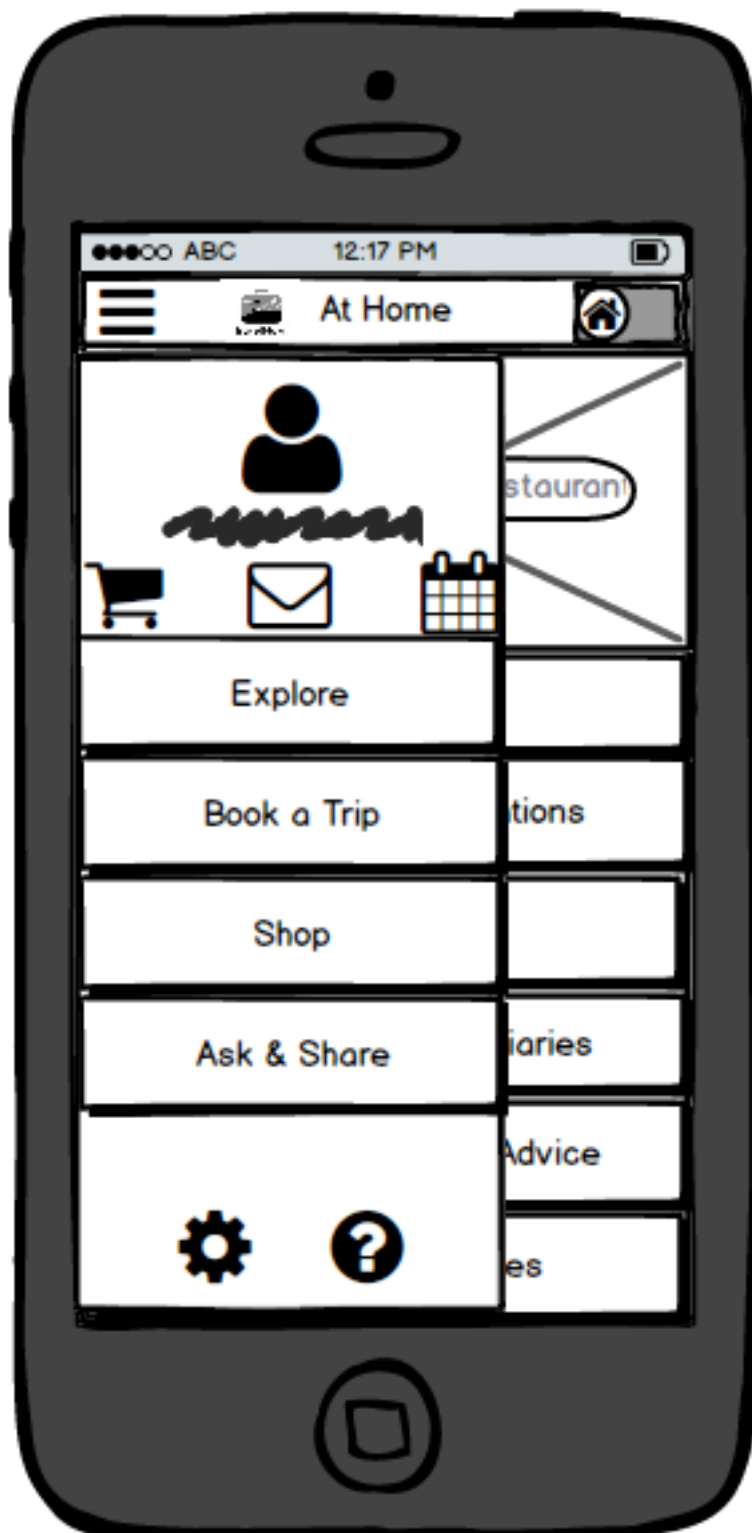 ABC 12:17 PM
At Home
staurant
Explore
Book a Trip
tions
Shop
Ask & Share
iaries
Advice
es